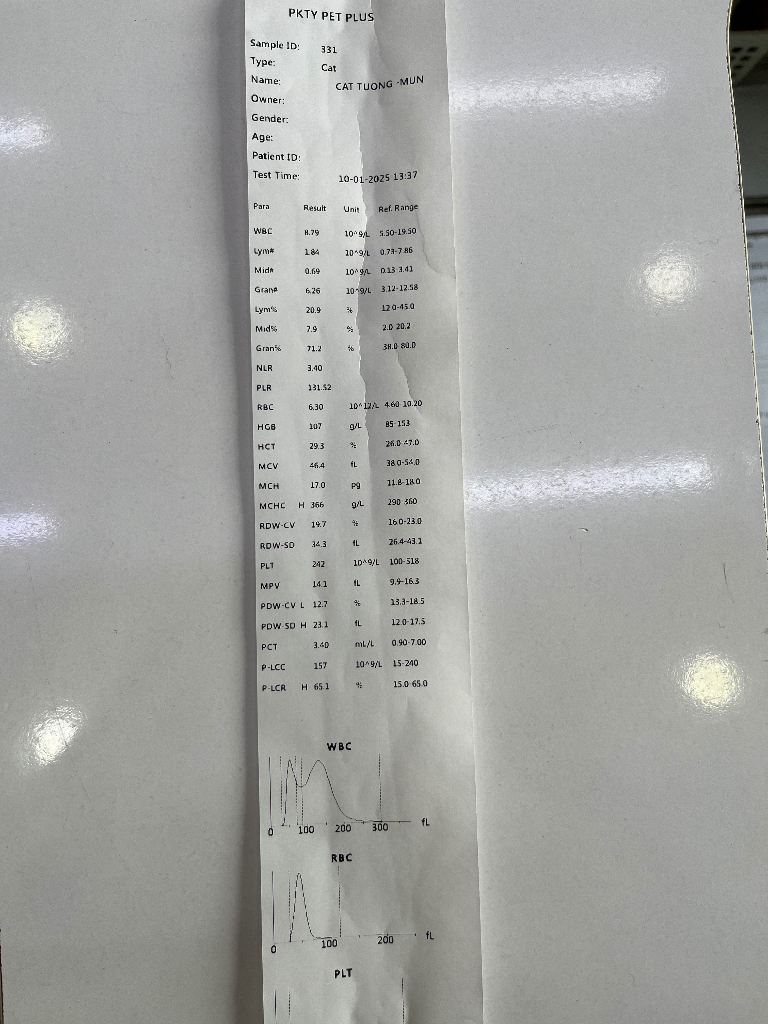 PKTY PET PLUS
Sample ID: 331
Type: Cat
Name: CAT TUONG -MUN
Owner:
Gender:
Age:
Patient ID:
Test Time: 10-01-2025 13:37
Para Result Unit Ref. Range
WBC 8.79 10^9/L 5.50-19.50
Lym# 1.84 10^9/L 0.73-7.86
Mid# 0.69 10^9/L 0.13-3.41
Gran# 6.26 10^9/L 3.12-12.58
Lym% 20.9 % 12.0-45.0
Mid% 7.9 % 2.0-20.2
Gran% 71.2 % 38.0-80.0
NLR 3.40
PLR 131.52
RBC 6.30 10^12/L 4.60-10.20
HGB 107 g/L 85-153
HCT 29.3 % 26.0-47.0
MCV 46.4 fL 38.0-54.0
MCH 17.0 pg 11.8-18.0
MCHC H 366 g/L 290-360
RDW-CV 19.7 % 16.0-23.0
RDW-SD 34.3 fL 26.4-43.1
PLT 242 10^9/L 100-518
MPV 14.1 fL 9.9-16.3
PDW-CV L 12.7 % 13.3-18.5
PDW-SD H 23.1 fL 12.0-17.5
PCT 3.40 mL/L 0.90-7.00
P-LCC 157 10^9/L 15-240
P-LCR H 65.1 % 15.0-65.0
WBC
0 100 200 300 fL
RBC
0 100 200 fL
PLT